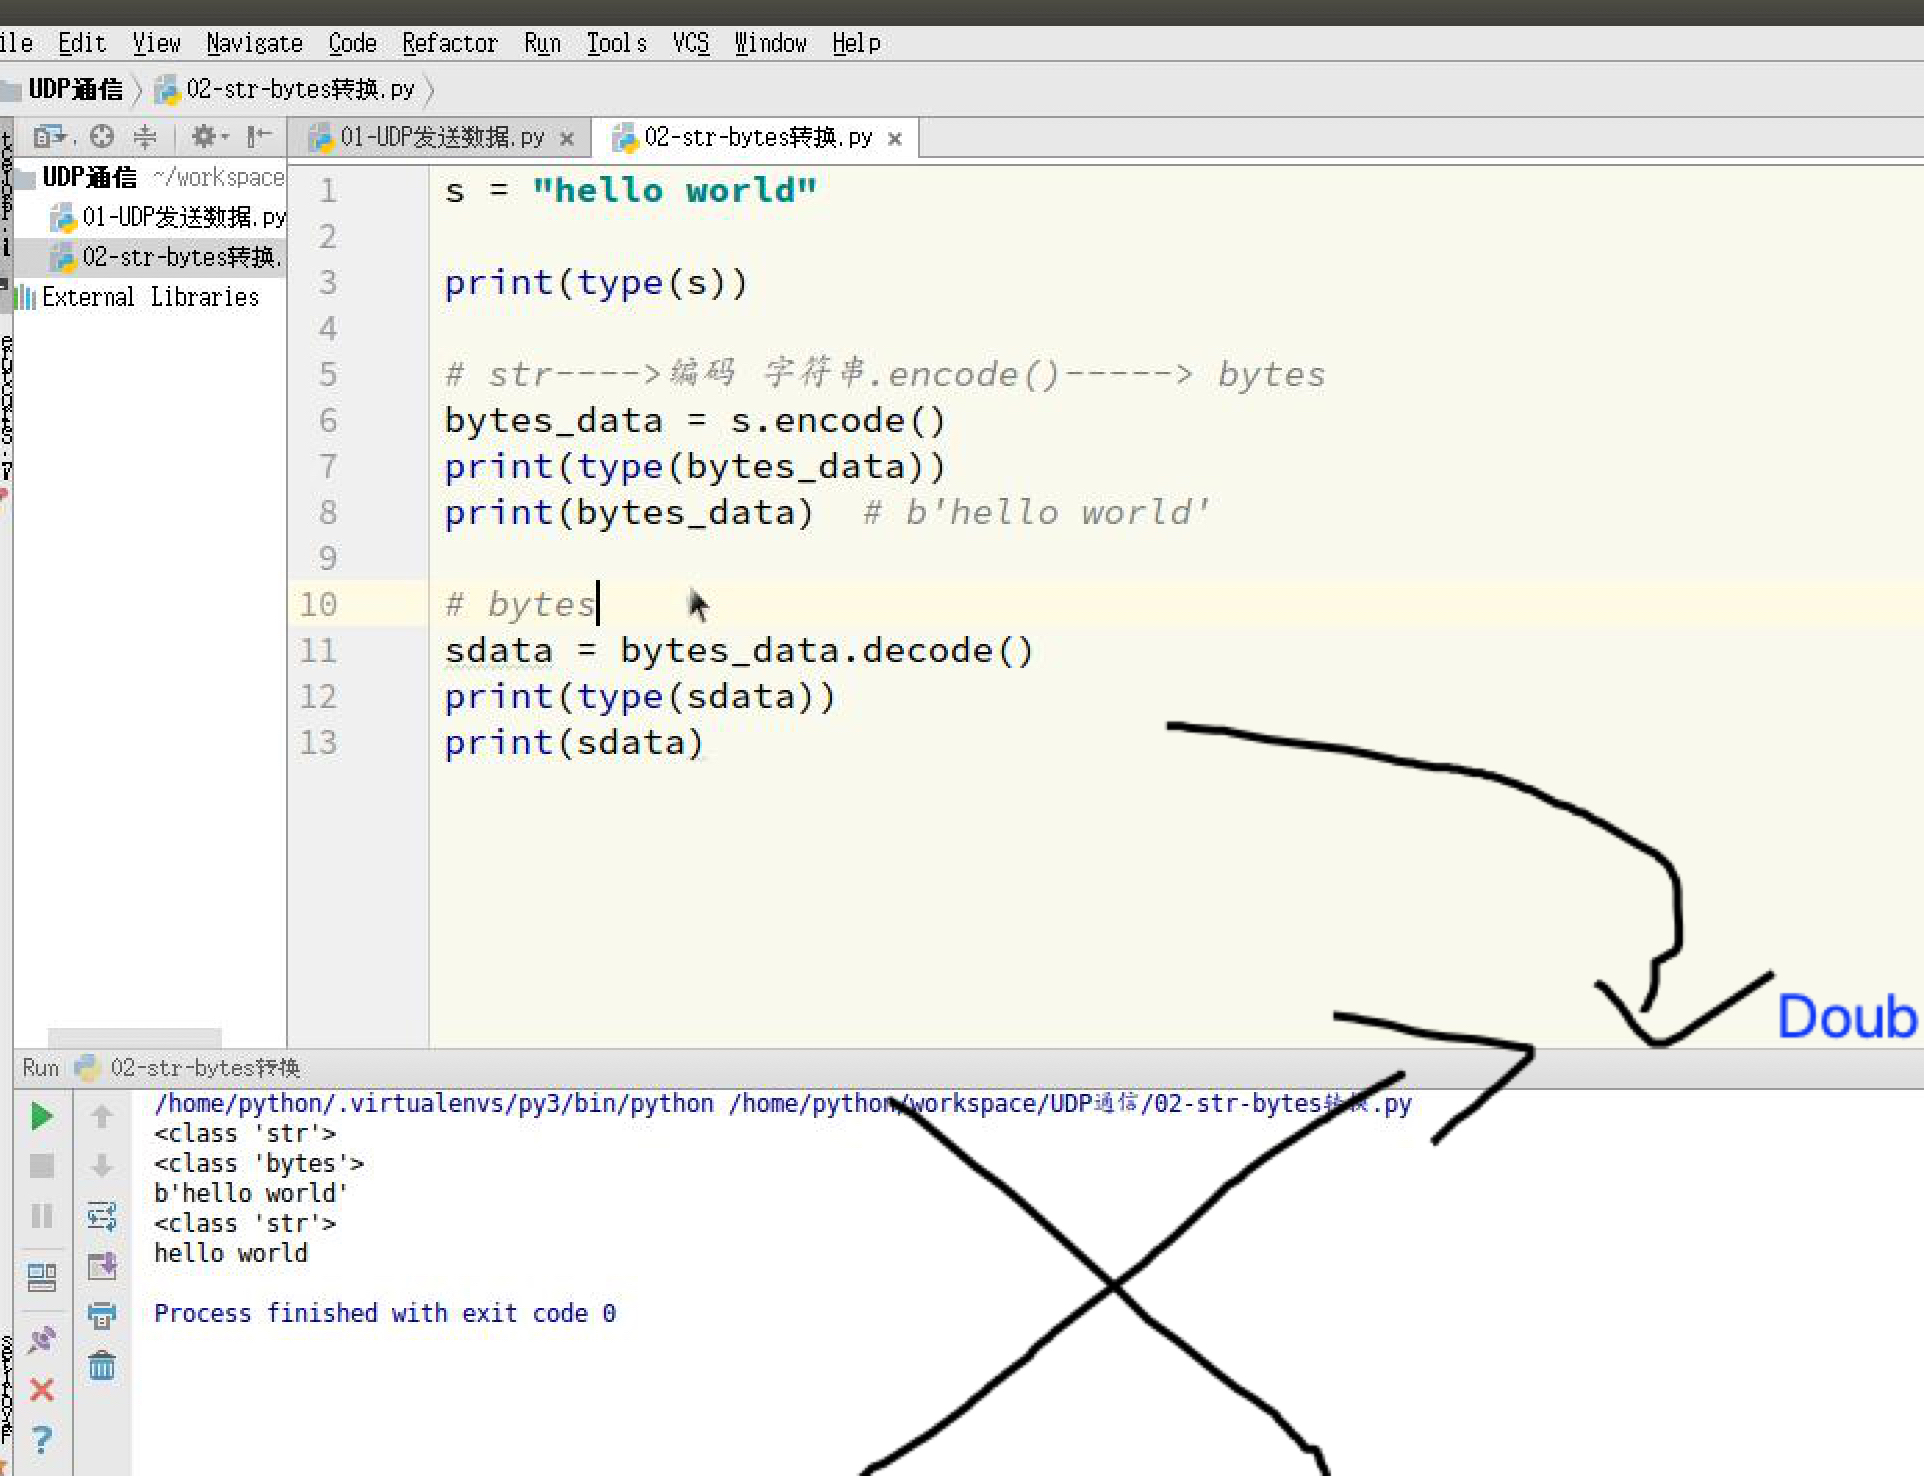 ile Edit View Navigate Code Refactor Run Tools VCS Window Help
UDP通信 02-str-bytes转换.py
01-UDP发送数据.py 02-str-bytes转换.py
UDP通信 ~/workspace
01-UDP发送数据.py
02-str-bytes转换.
External Libraries
1 s = "hello world"
2
3 print(type(s))
4
5 # str---->编码 字符串.encode()-----> bytes
6 bytes_data = s.encode()
7 print(type(bytes_data))
8 print(bytes_data)  # b'hello world'
9
10 # bytes
11 sdata = bytes_data.decode()
12 print(type(sdata))
13 print(sdata)
Doub
Run 02-str-bytes转换
/home/python/.virtualenvs/py3/bin/python /home/python/workspace/UDP通信/02-str-bytes转换.py
<class 'str'>
<class 'bytes'>
b'hello world'
<class 'str'>
hello world
Process finished with exit code 0